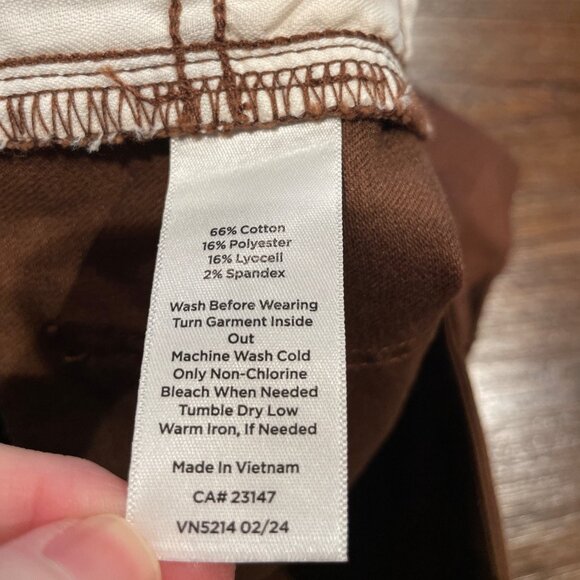 66% Cotton
16% Polyester
16% Lyocell
2% Spandex
Wash Before Wearing
Turn Garment Inside
Out
Machine Wash Cold
Only Non-Chlorine
Bleach When Needed
Tumble Dry Low
Warm Iron, If Needed
Made In Vietnam
CA# 23147
VN5214 02/24